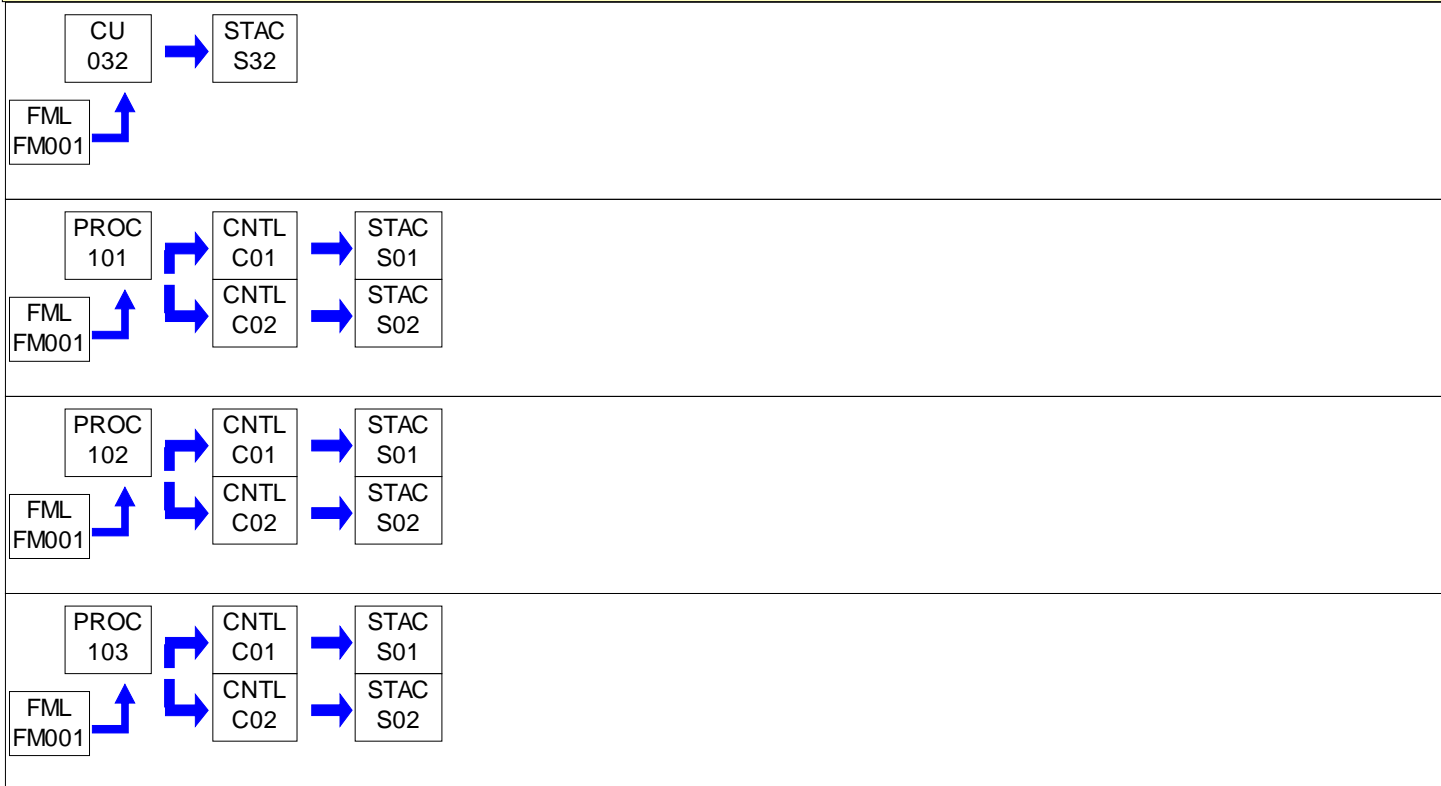 CU
032
STAC
S32
FML
FM001
PROC
101
CNTL
C01
STAC
S01
CNTL
C02
STAC
S02
FML
FM001
PROC
102
CNTL
C01
STAC
S01
CNTL
C02
STAC
S02
FML
FM001
PROC
103
CNTL
C01
STAC
S01
CNTL
C02
STAC
S02
FML
FM001